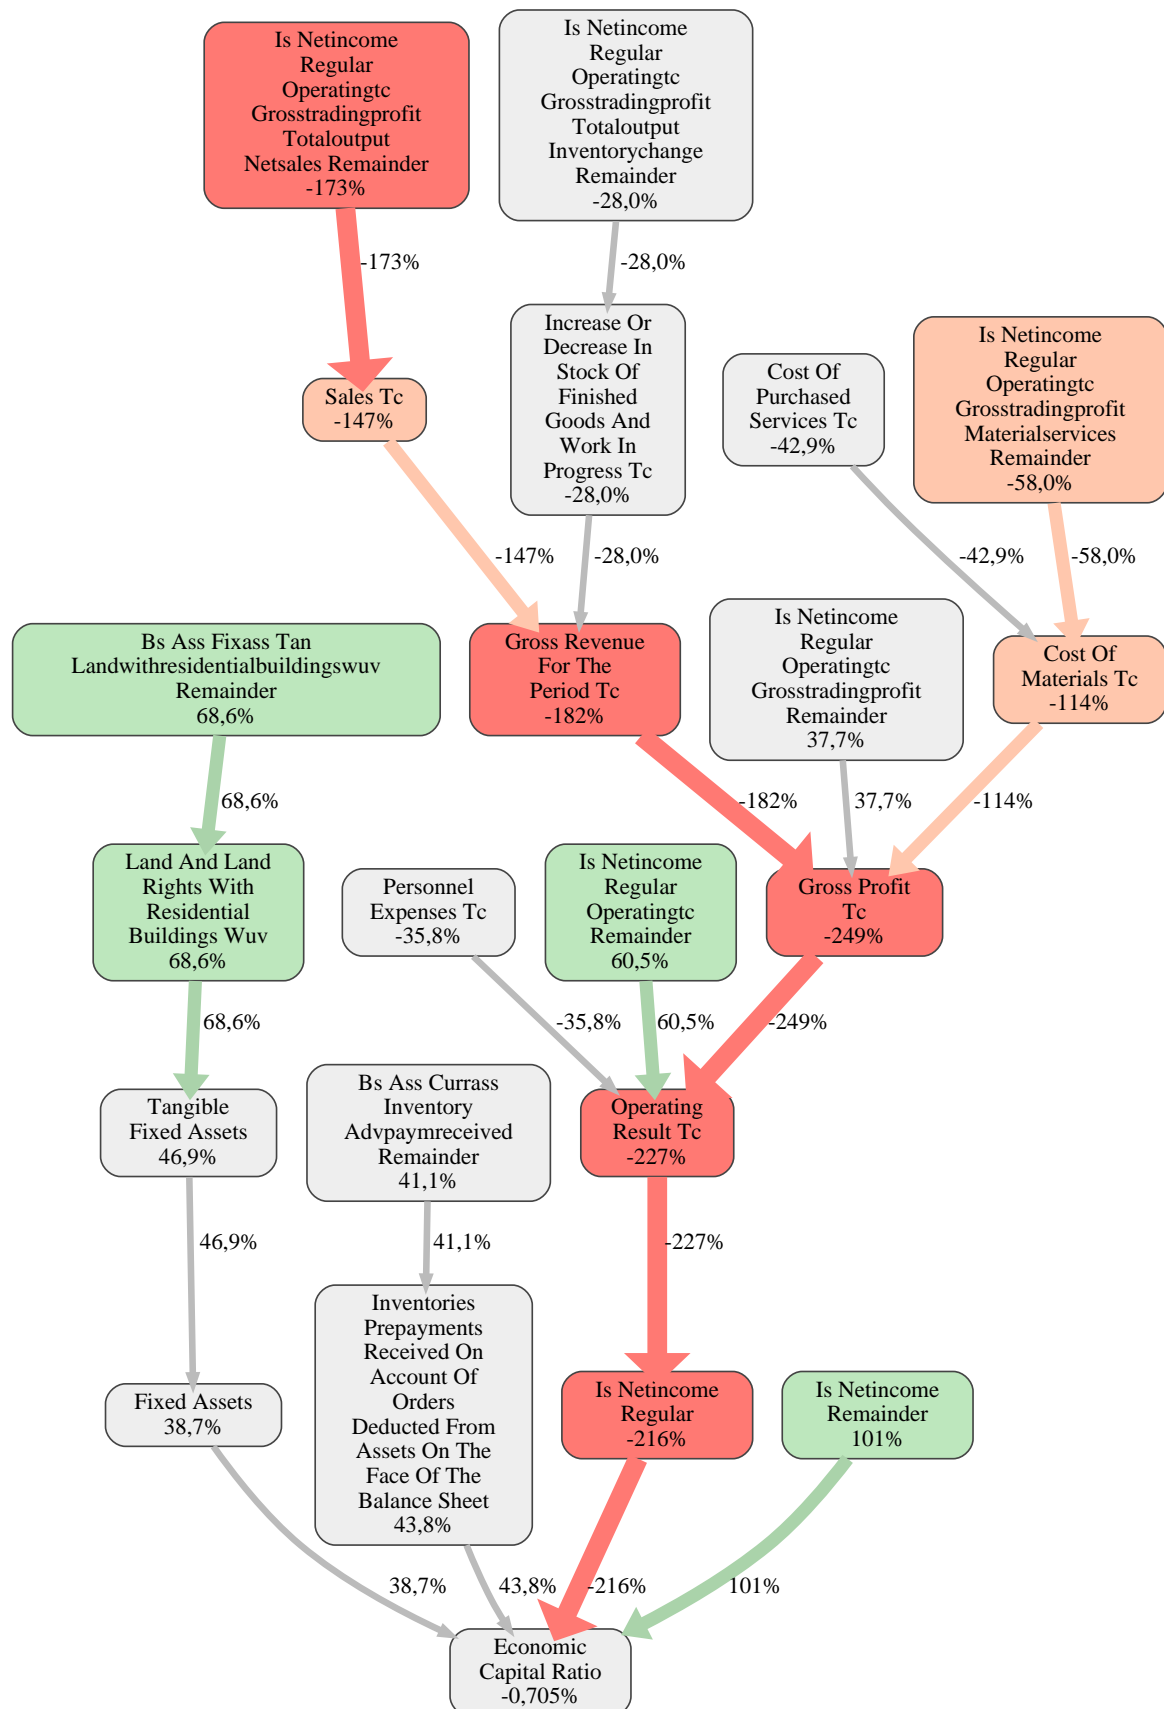 Is Netincome
Regular
Operatingtc
Grosstradingprofit
Totaloutput
Netsales Remainder
-173%
Is Netincome
Regular
Operatingtc
Grosstradingprofit
Totaloutput
Inventorychange
Remainder
-28,0%
-173%
-28,0%
Sales Tc
-147%
Increase Or
Decrease In
Stock Of
Finished
Goods And
Work In
Progress Tc
-28,0%
Cost Of
Purchased
Services Tc
-42,9%
Is Netincome
Regular
Operatingtc
Grosstradingprofit
Materialservices
Remainder
-58,0%
-147%
-28,0%
-42,9%
-58,0%
Bs Ass Fixass Tan
Landwithresidentialbuildingswuv
Remainder
68,6%
Gross Revenue
For The
Period Tc
-182%
Is Netincome
Regular
Operatingtc
Grosstradingprofit
Remainder
37,7%
Cost Of
Materials Tc
-114%
68,6%
-182%
37,7%
-114%
Land And Land
Rights With
Residential
Buildings Wuv
68,6%
Personnel
Expenses Tc
-35,8%
Is Netincome
Regular
Operatingtc
Remainder
60,5%
Gross Profit
Tc
-249%
68,6%
-35,8%
60,5%
-249%
Tangible
Fixed Assets
46,9%
Bs Ass Currass
Inventory
Advpaymreceived
Remainder
41,1%
Operating
Result Tc
-227%
46,9%
41,1%
-227%
Fixed Assets
38,7%
Inventories
Prepayments
Received On
Account Of
Orders
Deducted From
Assets On The
Face Of The
Balance Sheet
43,8%
Is Netincome
Regular
-216%
Is Netincome
Remainder
101%
38,7%
43,8%
-216%
101%
Economic
Capital Ratio
-0,705%